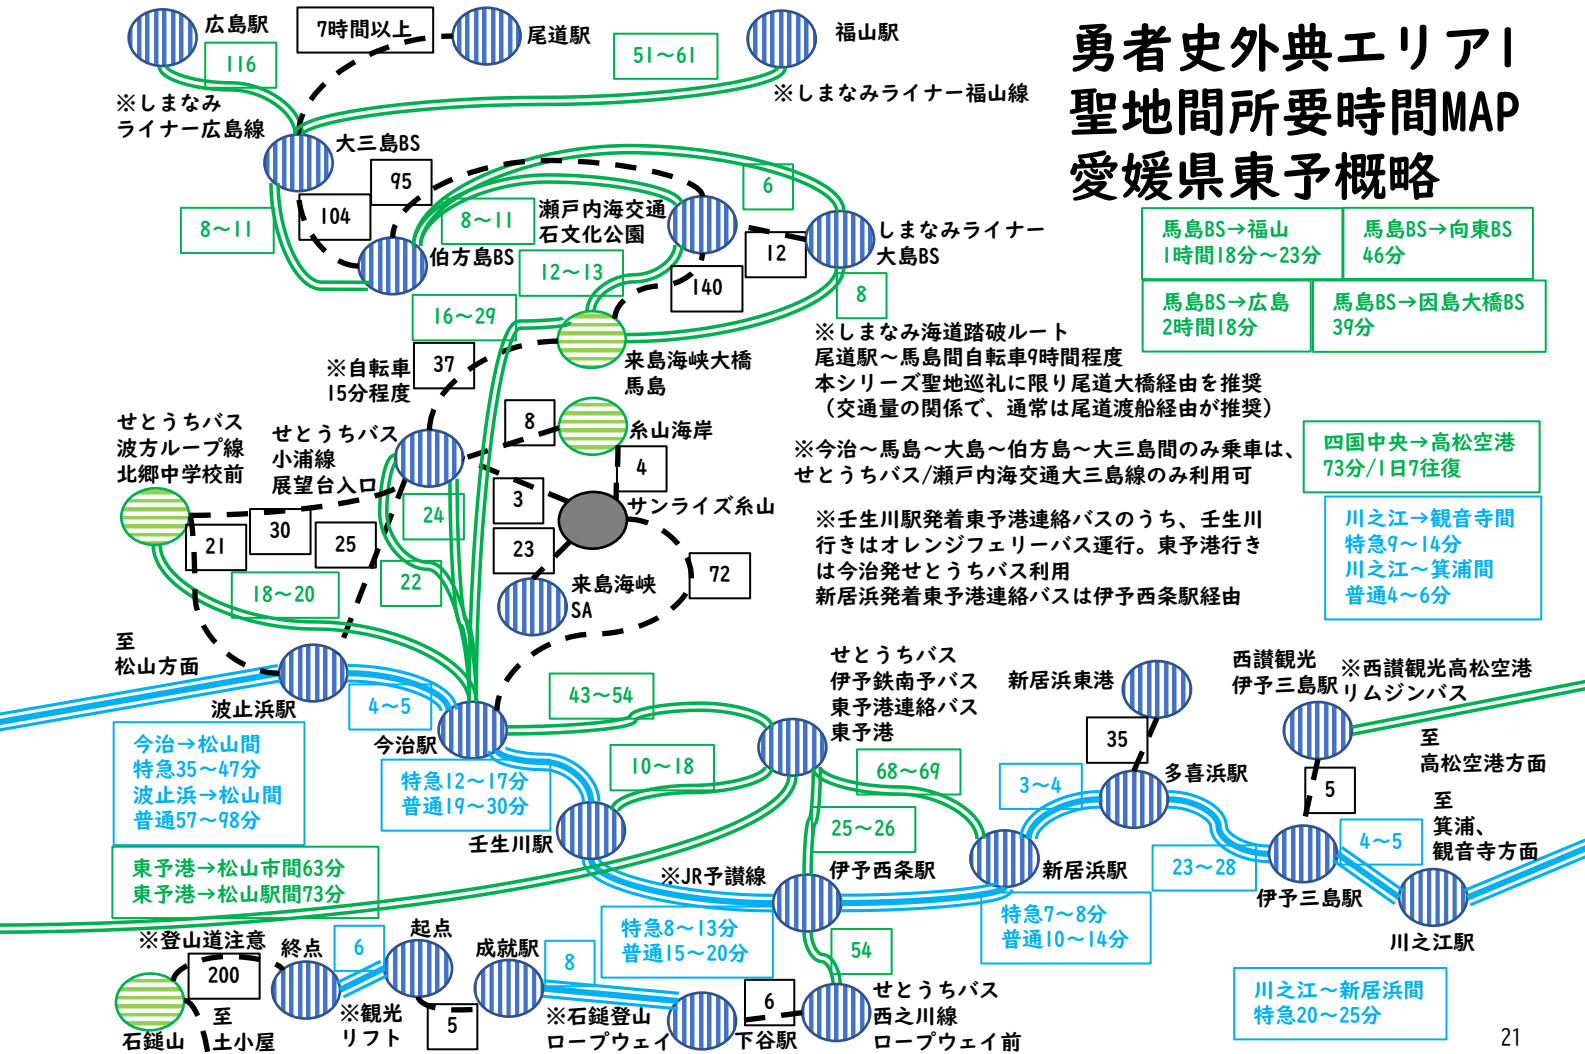 勇者史外典エリアⅠ
聖地間所要時間MAP
愛媛県東予概略
広島駅
116
7時間以上
尾道駅
51～61
福山駅
※しまなみ
ライナー広島線
※しまなみライナー福山線
大三島BS
95
104
8～11
8～11
瀬戸内海交通
石文化公園
6
12
しまなみライナー
大島BS
伯方島BS
12～13
140
8
16～29
馬島BS→福山
1時間18分～23分
馬島BS→向東BS
46分
馬島BS→広島
2時間18分
馬島BS→因島大橋BS
39分
※自転車
15分程度
37
来島海峡大橋
馬島
※しまなみ海道踏破ルート
尾道駅～馬島間自転車9時間程度
本シリーズ聖地巡礼に限り尾道大橋経由を推奨
（交通量の関係で、通常は尾道渡船経由が推奨）
せとうちバス
波方ループ線
北郷中学校前
せとうちバス
小浦線
展望台入口
8
糸山海岸
4
※今治～馬島～大島～伯方島～大三島間のみ乗車は、
せとうちバス/瀬戸内海交通大三島線のみ利用可
四国中央→高松空港
73分/1日7往復
3
サンライズ糸山
24
21
30
25
23
22
18～20
来島海峡
SA
72
※壬生川駅発着東予港連絡バスのうち、壬生川
行きはオレンジフェリーバス運行。東予港行き
は今治発せとうちバス利用
新居浜発着東予港連絡バスは伊予西条駅経由
川之江→観音寺間
特急9～14分
川之江～箕浦間
普通4～6分
至
松山方面
波止浜駅
4～5
今治駅
43～54
せとうちバス
伊予鉄南予バス
東予港連絡バス
東予港
新居浜東港
西讃観光
伊予三島駅
※西讃観光高松空港
リムジンバス
今治→松山間
特急35～47分
波止浜→松山間
普通57～98分
特急12～17分
普通19～30分
10～18
68～69
35
3～4
多喜浜駅
5
至
高松空港方面
至
箕浦、
観音寺方面
壬生川駅
25～26
4～5
東予港→松山市間63分
東予港→松山駅間73分
※JR予讃線
伊予西条駅
新居浜駅
23～28
伊予三島駅
特急8～13分
普通15～20分
特急7～8分
普通10～14分
川之江駅
※登山道注意
200
終点
6
起点
成就駅
8
54
石鎚山
至
土小屋
※観光
リフト
5
※石鎚登山
ロープウェイ
下谷駅
6
せとうちバス
西之川線
ロープウェイ前
川之江～新居浜間
特急20～25分
21